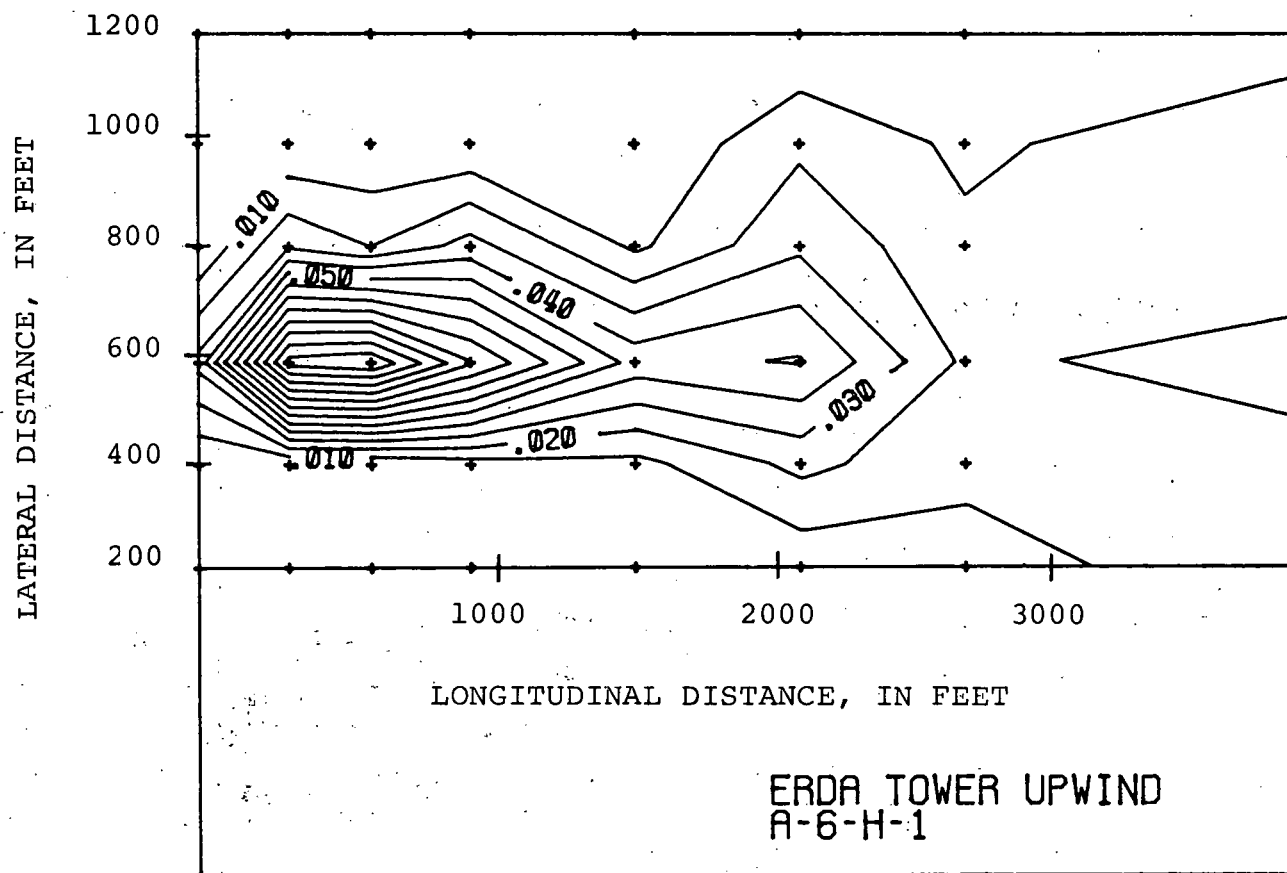 1200
1000
800
600
400
200
LATERAL DISTANCE, IN FEET
.010
.050
.040
.030
.020
.010
1000 2000 3000
LONGITUDINAL DISTANCE, IN FEET
ERDA TOWER UPWIND
A-6-H-1